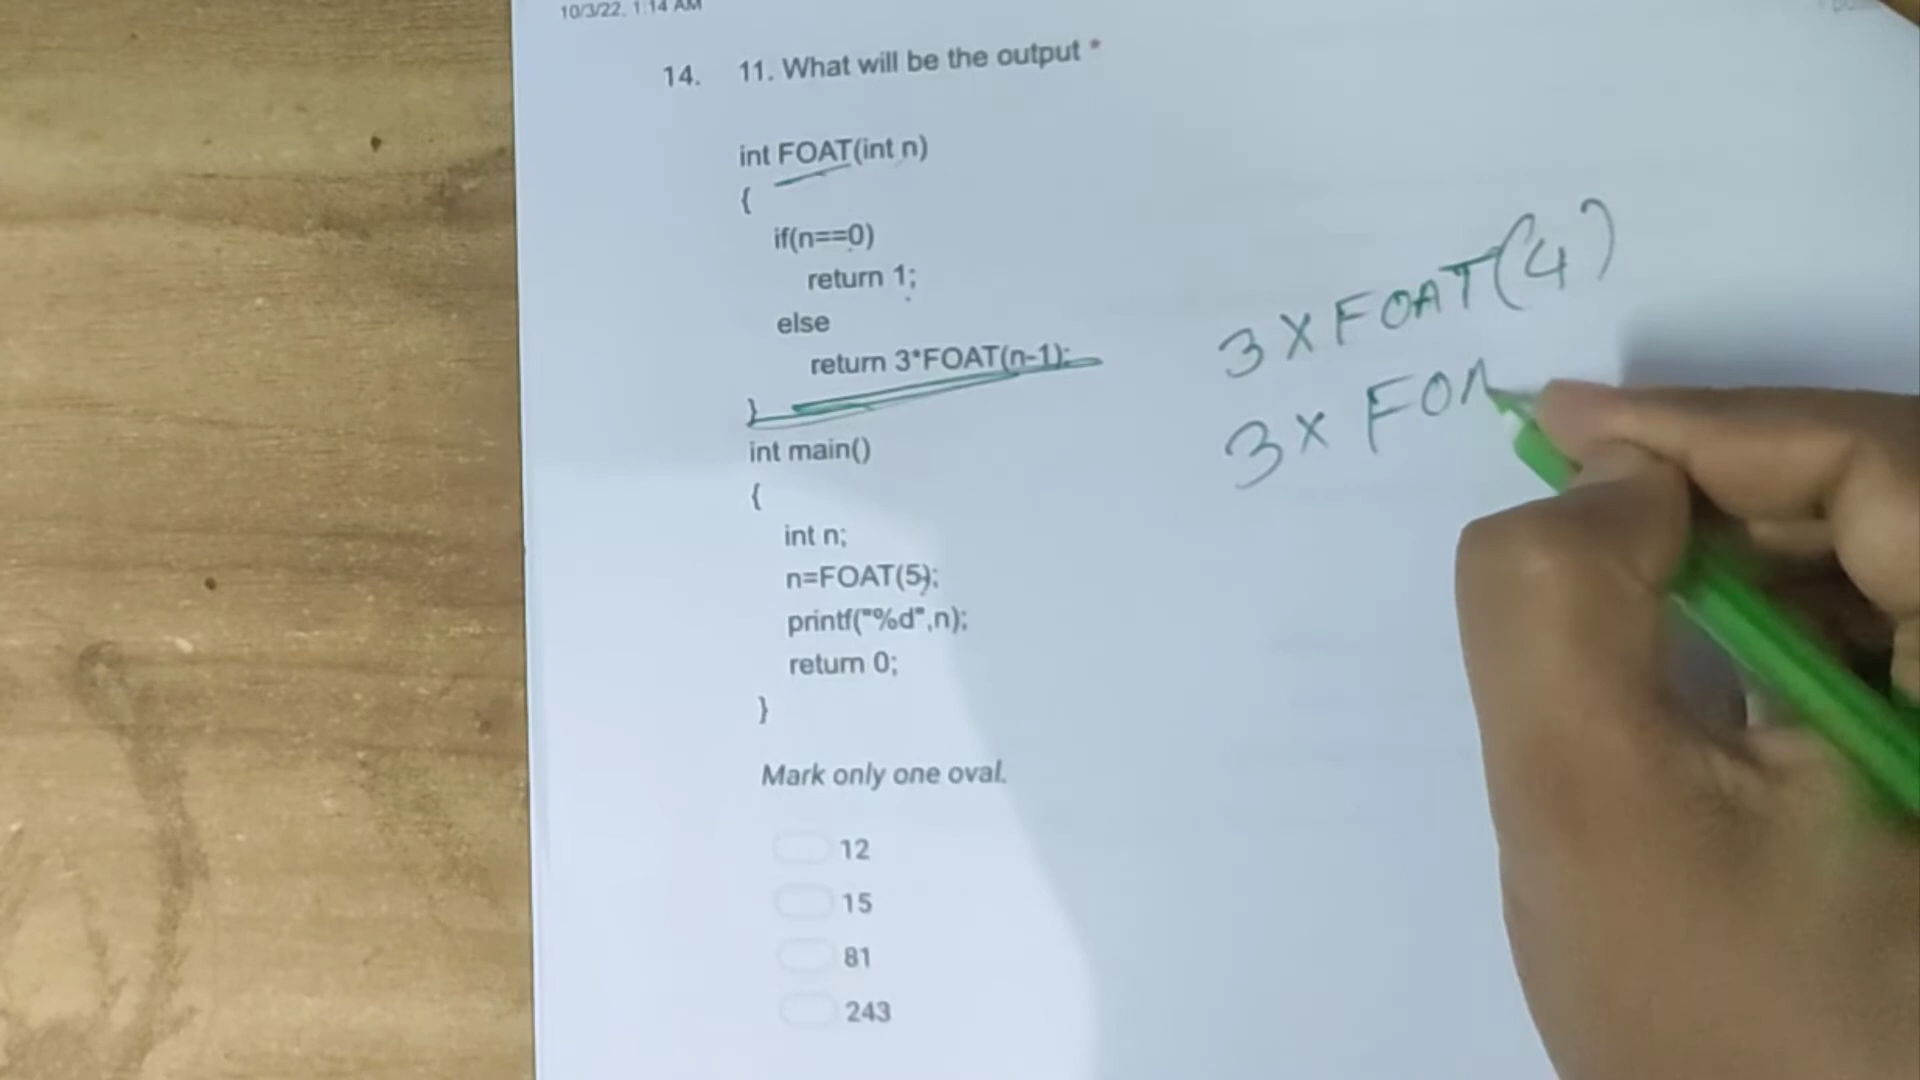 10/3/22, 1:14 AM
14. 11. What will be the output *
int FOAT(int n)
{
if(n==0)
return 1;
else
return 3*FOAT(n-1);
}
int main()
{
int n;
n=FOAT(5);
printf("%d",n);
return 0;
}
Mark only one oval.
12
15
81
243
3 X FOAT(4)
3 X FOA